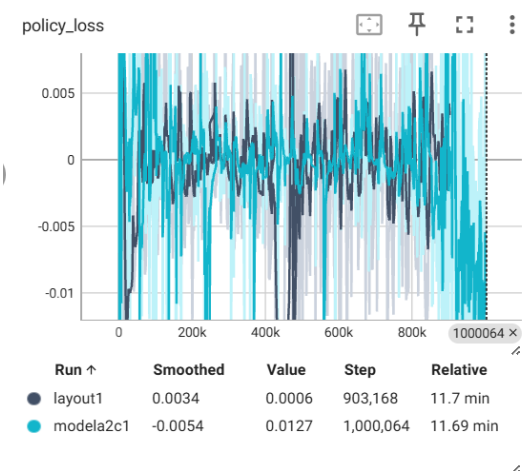 policy_loss
0.005
0
-0.005
-0.01
0 200k 400k 600k 800k 1000064 ×
Run ↑ Smoothed Value Step Relative
layout1 0.0034 0.0006 903,168 11.7 min
modela2c1 -0.0054 0.0127 1,000,064 11.69 min